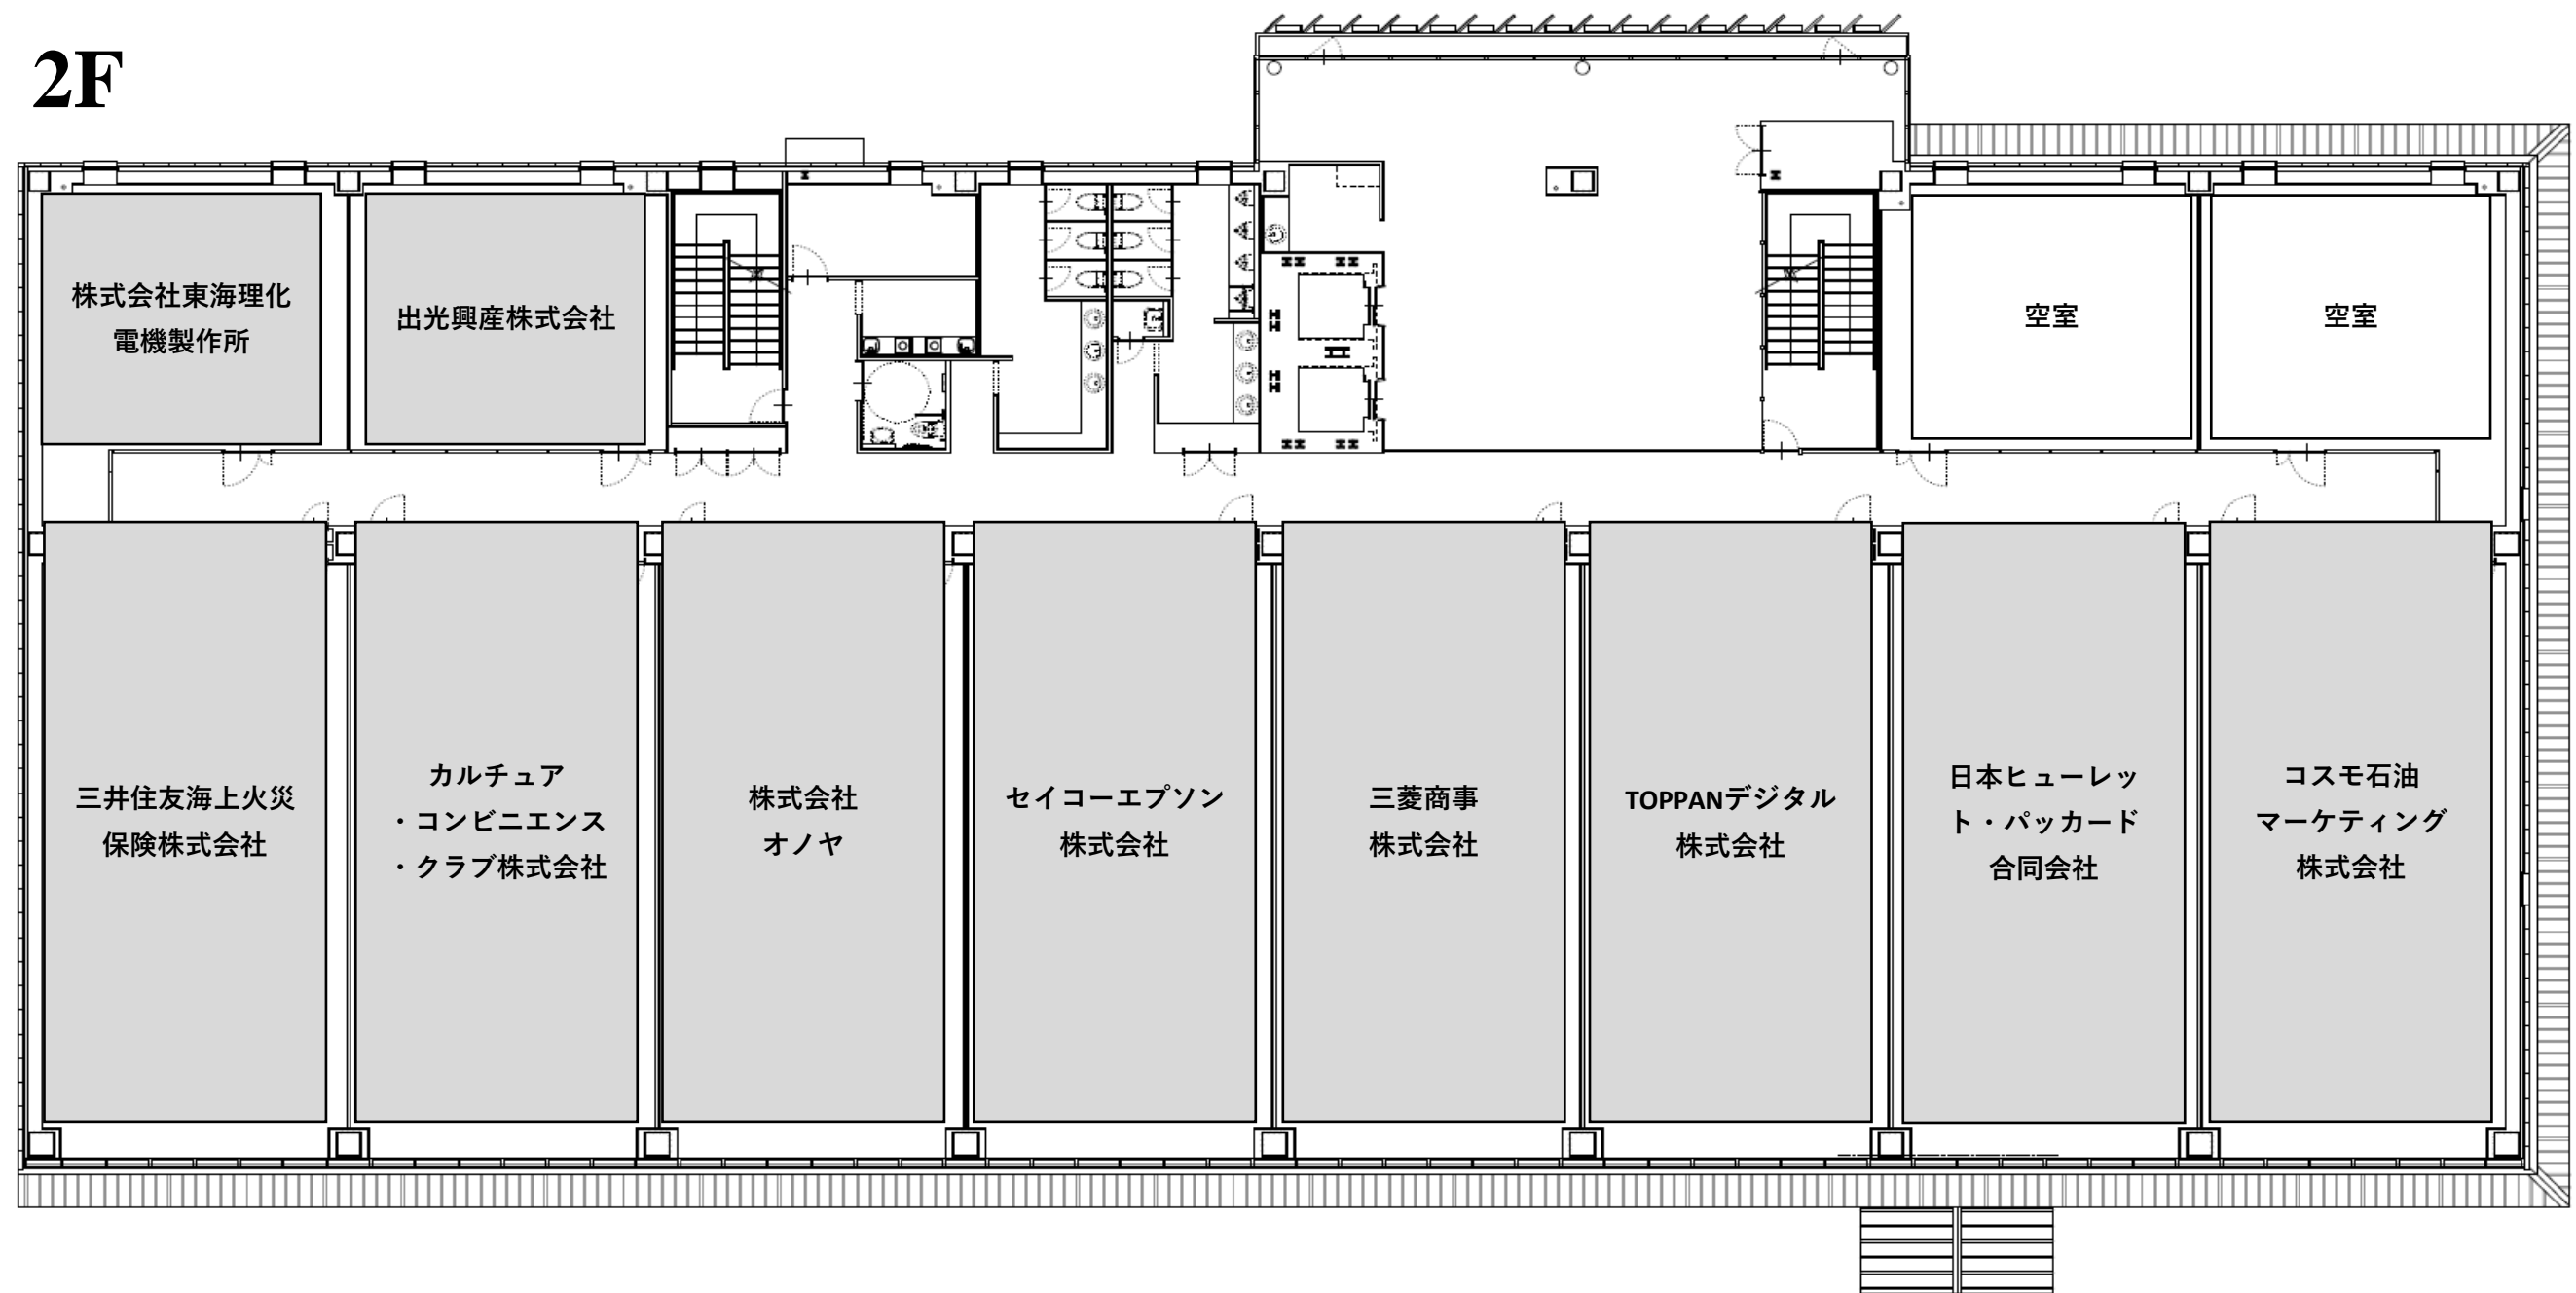 2F
株式会社東海理化
電機製作所
出光興産株式会社
空室
空室
三井住友海上火災
保険株式会社
カルチュア
・コンビニエンス
・クラブ株式会社
株式会社
オノヤ
セイコーエプソン
株式会社
三菱商事
株式会社
TOPPANデジタル
株式会社
日本ヒューレッ
ト・パッカード
合同会社
コスモ石油
マーケティング
株式会社